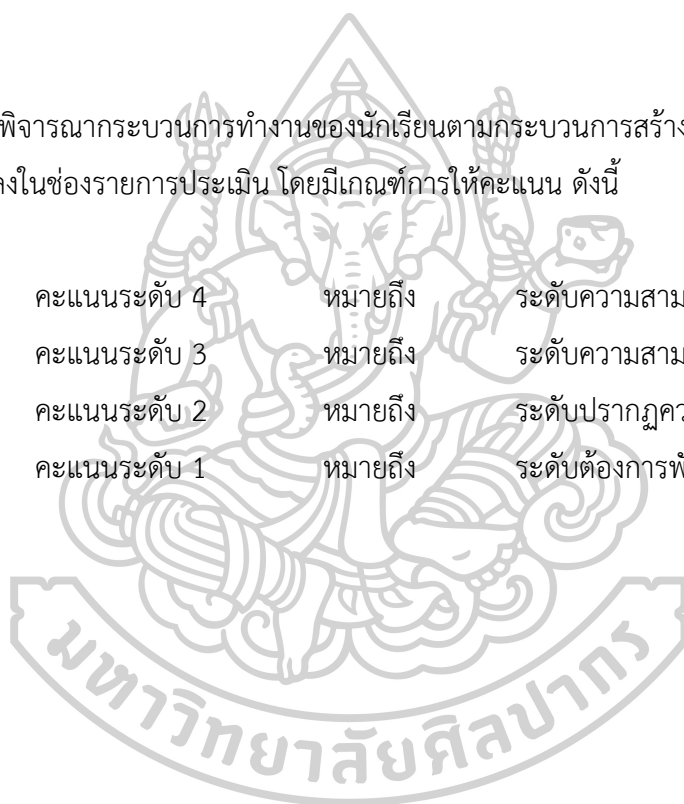 พิจารณากระบวนการทำงานของนักเรียนตามกระบวนการสร้าง
ลงในช่องรายการประเมิน โดยมีเกณฑ์การให้คะแนน ดังนี้
คะแนนระดับ 4 หมายถึง ระดับความสาม
คะแนนระดับ 3 หมายถึง ระดับความสาม
คะแนนระดับ 2 หมายถึง ระดับปรากฏคว
คะแนนระดับ 1 หมายถึง ระดับต้องการพั
มหาวิทยาลัยศิลปากร